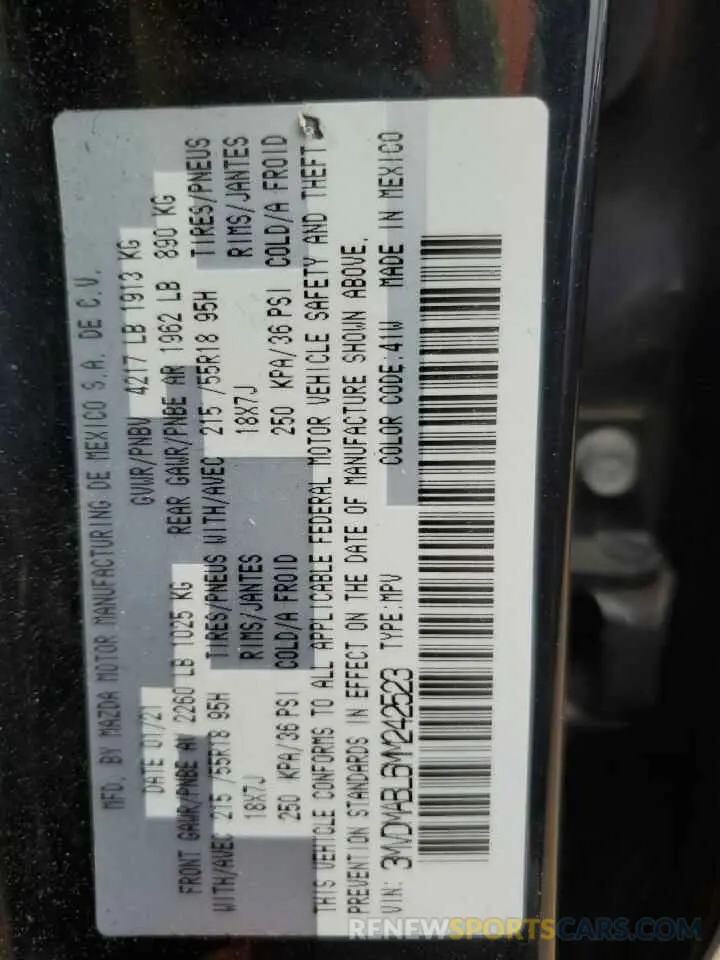 MFD. BY MAZDA MOTOR MANUFACTURING DE MEXICO S.A. DE C.V.
DATE 01/21 GVWR/PNBV 4217 LB 1913 KG
FRONT GAWR/PNBE AV 2260 LB 1025 KG REAR GAWR/PNBE AR 1962 LB 890 KG
WITH/AVEC 215 /55R18 95H TIRES/PNEUS WITH/AVEC 215 /55R18 95H TIRES/PNEUS
18X7J RIMS/JANTES 18X7J RIMS/JANTES
250 KPA/36 PSI COLD/A FROID 250 KPA/36 PSI COLD/A FROID
THIS VEHICLE CONFORMS TO ALL APPLICABLE FEDERAL MOTOR VEHICLE SAFETY AND THEFT
PREVENTION STANDARDS IN EFFECT ON THE DATE OF MANUFACTURE SHOWN ABOVE.
VIN: 3MVDMABL6MM242523 TYPE:MPV COLOR CODE:41W MADE IN MEXICO
RENEWSPORTSCARS.COM